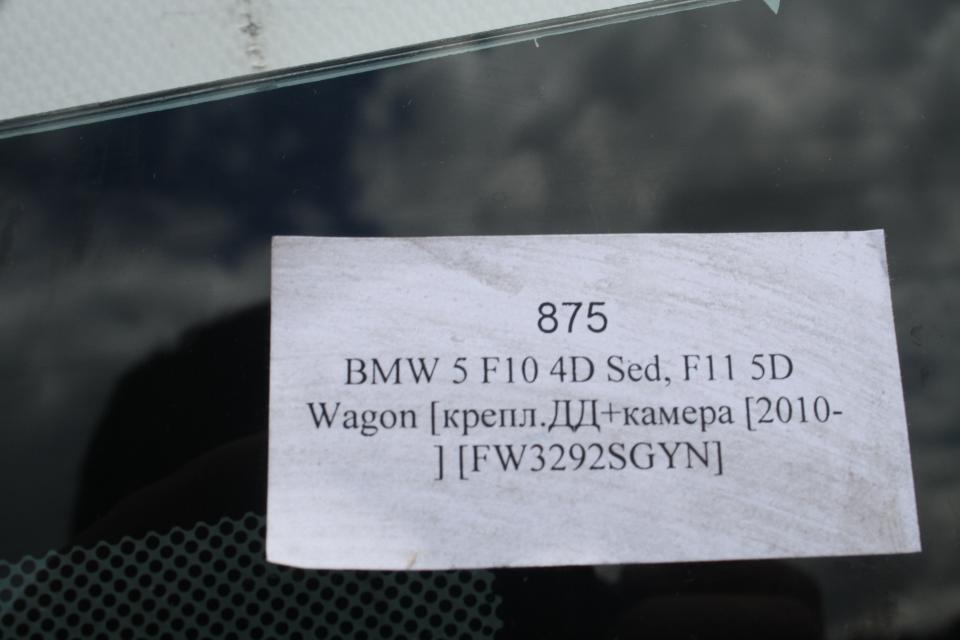 875
BMW 5 F10 4D Sed, F11 5D
Wagon [крепл.ДД+камера [2010-
] [FW3292SGYN]